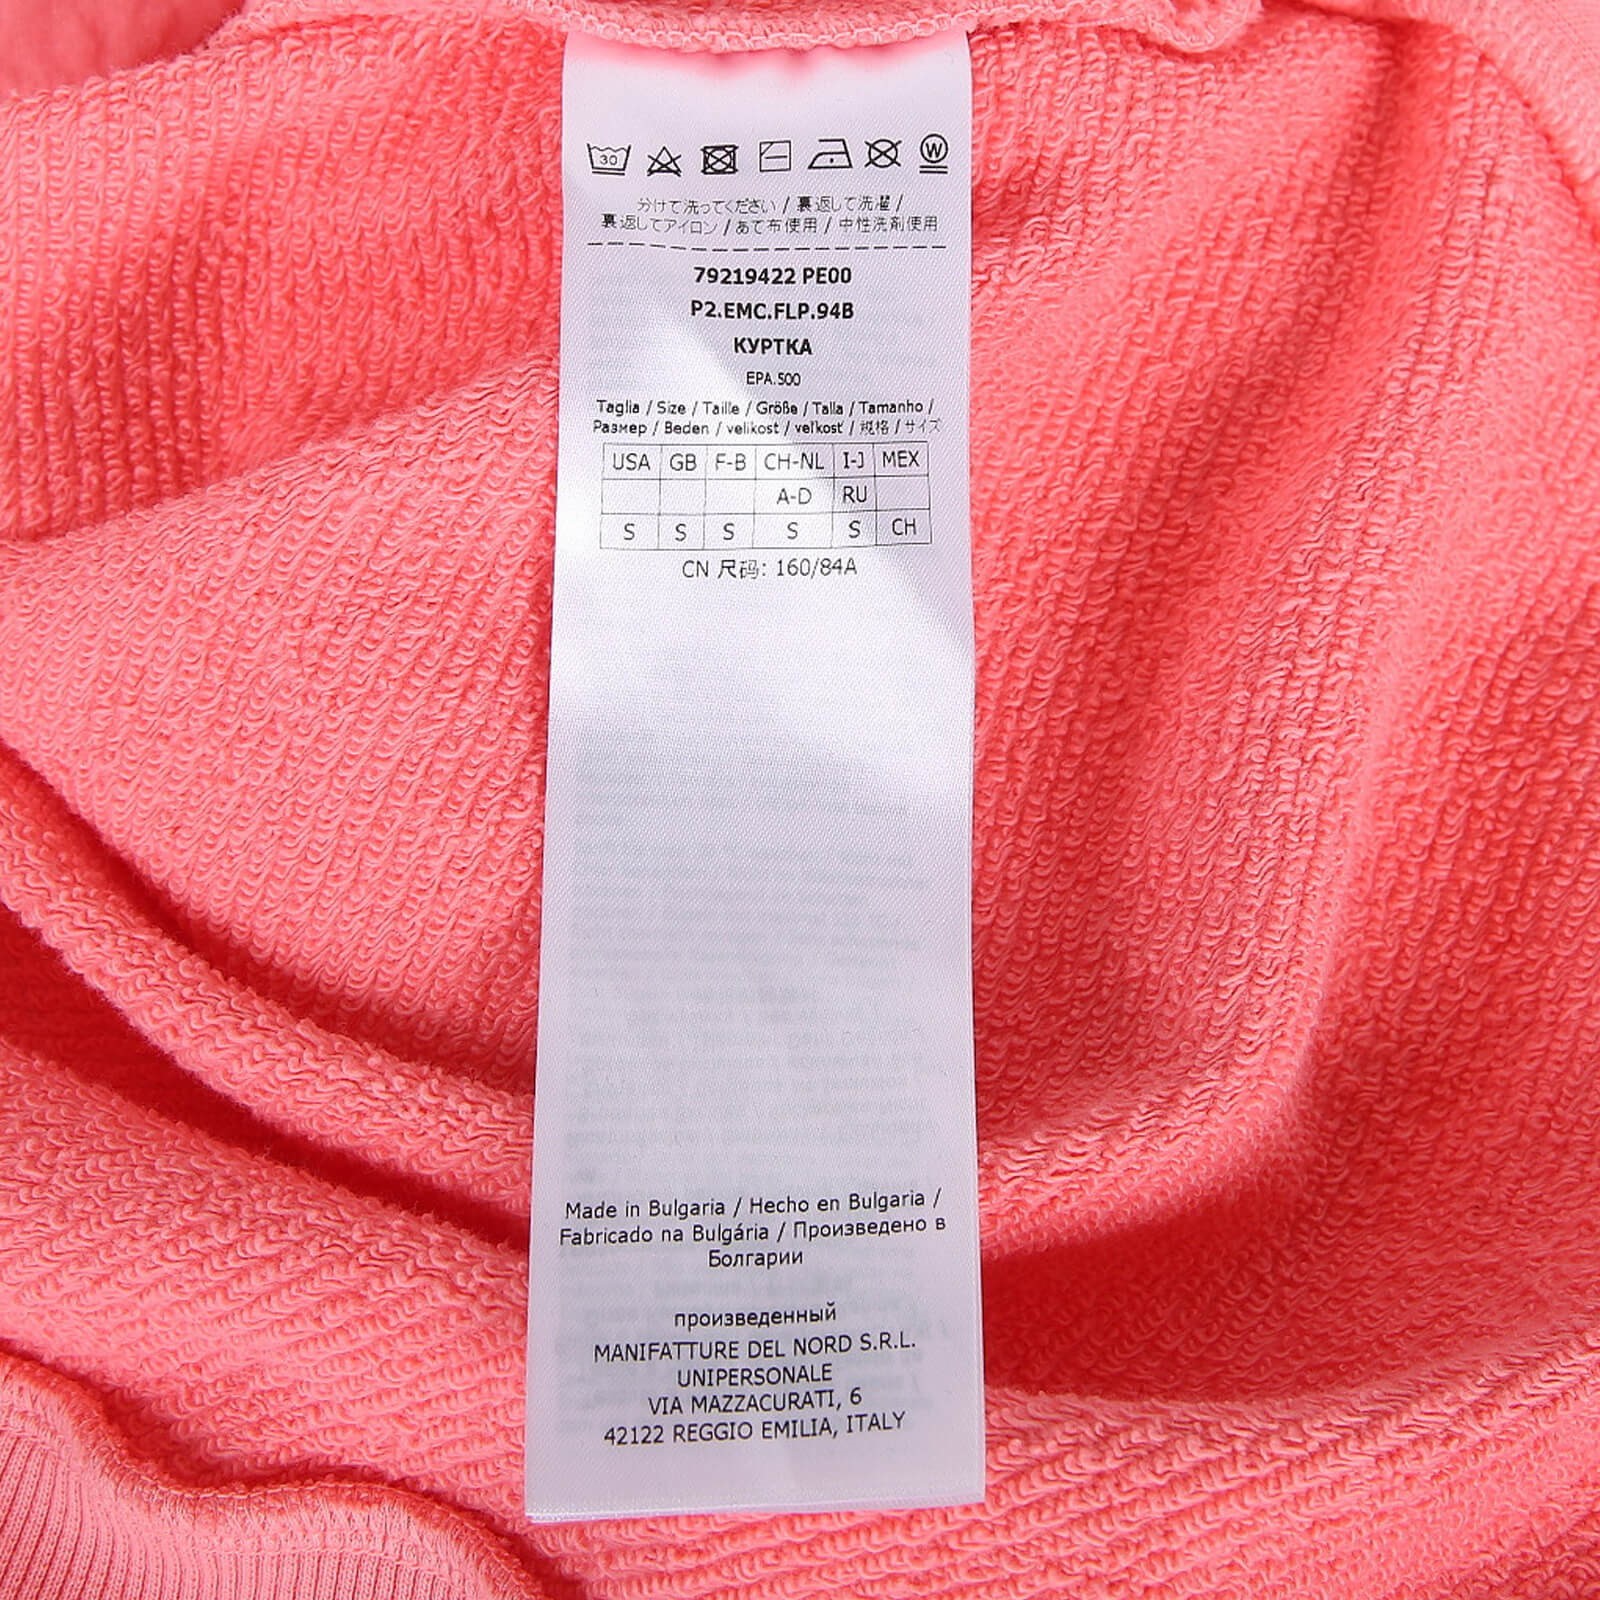 30 W
分けて洗ってください / 裏返して洗濯 /
裏返してアイロン / あて布使用 / 中性洗剤使用
79219422 PE00
P2.EMC.FLP.94B
КУРТКА
EPA.500
Taglia / Size / Taille / Größe / Talla / Tamanho /
Размер / Beden / velikost / veľkosť / 规格 / サイズ
USA GB F-B CH-NL I-J MEX
A-D RU
S S S S S CH
CN 尺码: 160/84A
Made in Bulgaria / Hecho en Bulgaria /
Fabricado na Bulgária / Произведено в
Болгарии
произведенный
MANIFATTURE DEL NORD S.R.L.
UNIPERSONALE
VIA MAZZACURATI, 6
42122 REGGIO EMILIA, ITALY